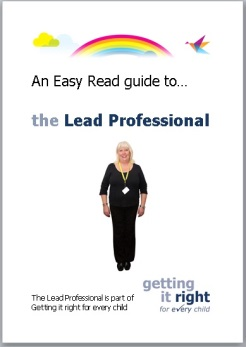 An Easy Read guide to…
the Lead Professional
getting
it right
for every child
The Lead Professional is part of
Getting it right for every child